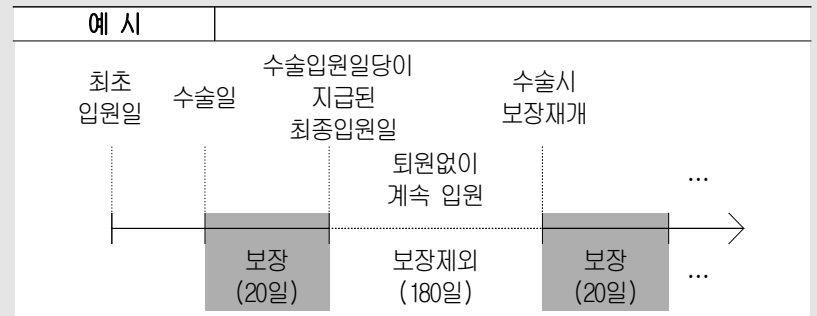 예 시
최초
입원일
수술일
수술입원일당이
지급된
최종입원일
수술시
보장재개
퇴원없이
계속 입원
...
보장
(20일)
보장제외
(180일)
보장
(20일)
...